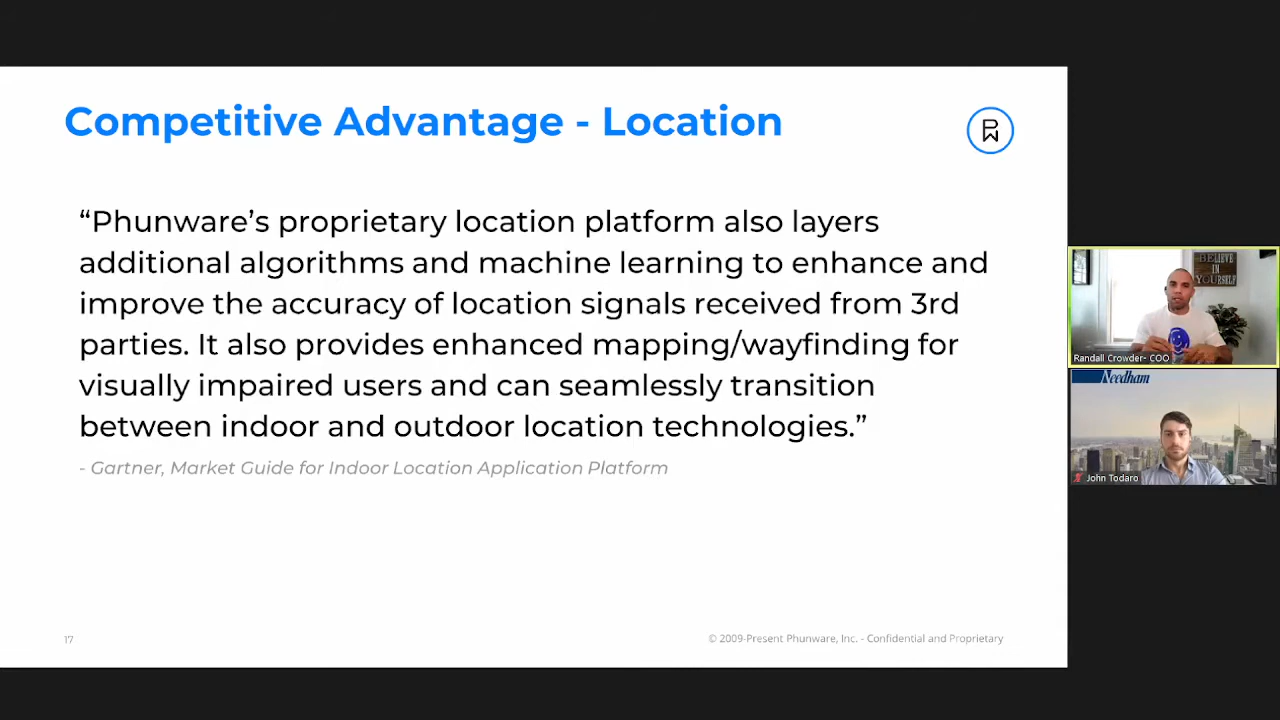 Competitive Advantage - Location
“Phunware’s proprietary location platform also layers
additional algorithms and machine learning to enhance and
improve the accuracy of location signals received from 3rd
parties. It also provides enhanced mapping/wayfinding for
visually impaired users and can seamlessly transition
between indoor and outdoor location technologies.”
- Gartner, Market Guide for Indoor Location Application Platform
17
© 2009-Present Phunware, Inc. - Confidential and Proprietary
BELIEVE
IN
YOURSELF
Randall Crowder- COO
Needham
John Todaro